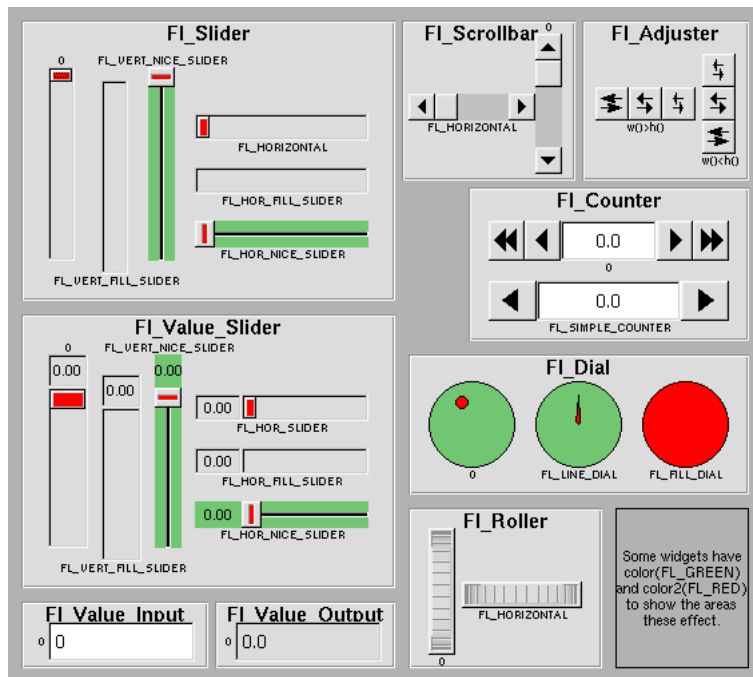 Fl_Slider
0
FL_VERT_NICE_SLIDER
FL_HORIZONTAL
FL_HOR_FILL_SLIDER
FL_HOR_NICE_SLIDER
FL_VERT_FILL_SLIDER
Fl_Scrollbar
0
FL_HORIZONTAL
Fl_Adjuster
w()>h()
w()<h()
Fl_Counter
0.0
0
0.0
FL_SIMPLE_COUNTER
Fl_Value_Slider
0
FL_VERT_NICE_SLIDER
0.00
0.00
0.00
0.00
FL_HOR_SLIDER
0.00
FL_HOR_FILL_SLIDER
0.00
FL_HOR_NICE_SLIDER
FL_VERT_FILL_SLIDER
Fl_Dial
0
FL_LINE_DIAL
FL_FILL_DIAL
Fl_Roller
FL_HORIZONTAL
0
Some widgets have
color(FL_GREEN)
and color2(FL_RED)
to show the areas
these effect.
Fl_Value_Input
0
0
Fl_Value_Output
0
0.0